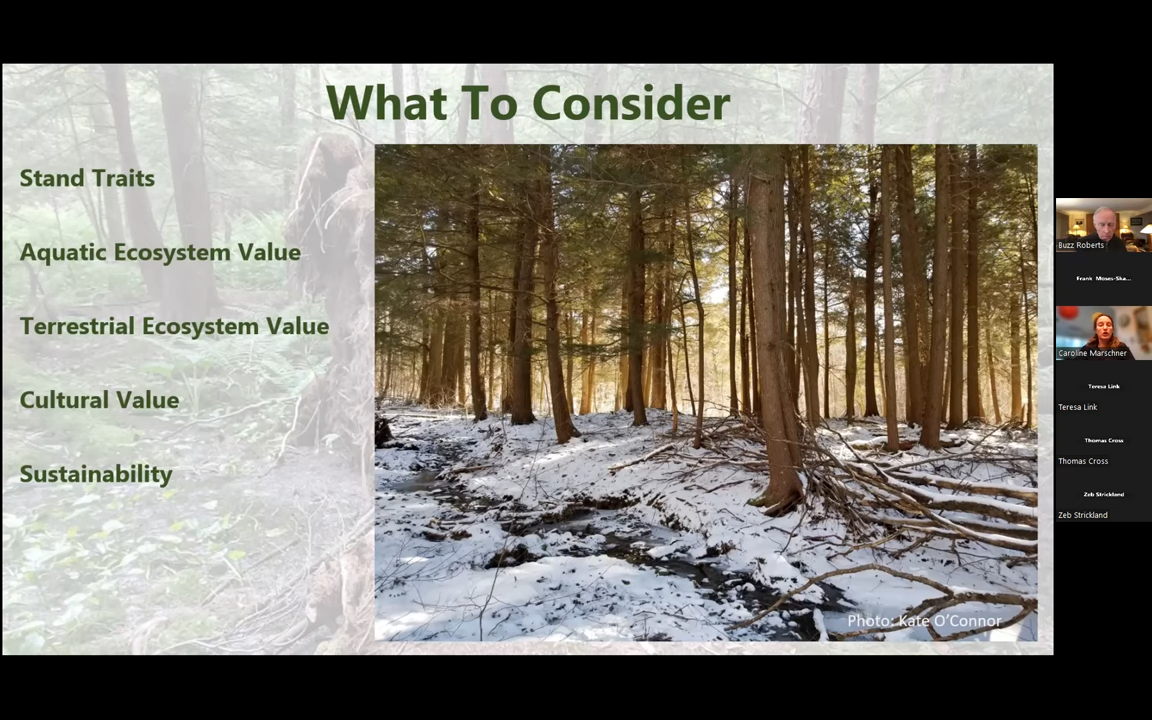 What To Consider
Stand Traits
Aquatic Ecosystem Value
Terrestrial Ecosystem Value
Cultural Value
Sustainability
Photo: Kate O'Connor
Buzz Roberts
Frank Moses-Ska...
Caroline Marschner
Teresa Link
Teresa Link
Thomas Cross
Thomas Cross
Zeb Strickland
Zeb Strickland